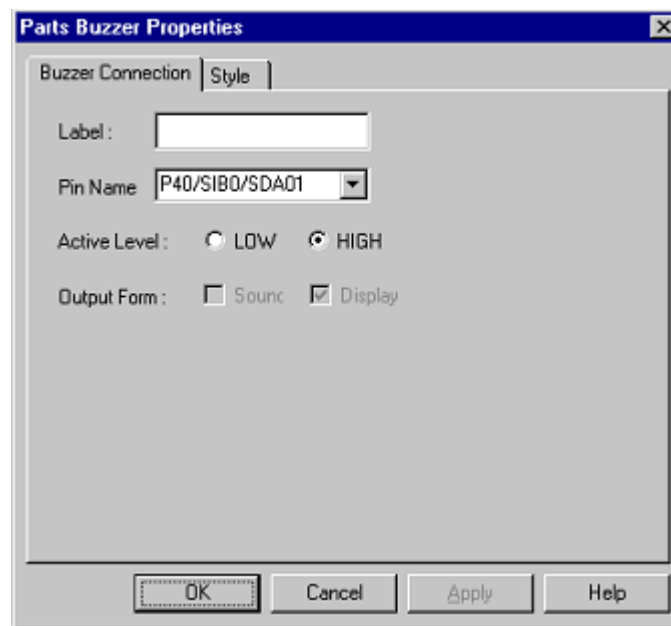 Parts Buzzer Properties
Buzzer Connection Style
Label :
Pin Name P40/SIB0/SDA01
Active Level : LOW HIGH
Output Form : Sounc Display
OK Cancel Apply Help